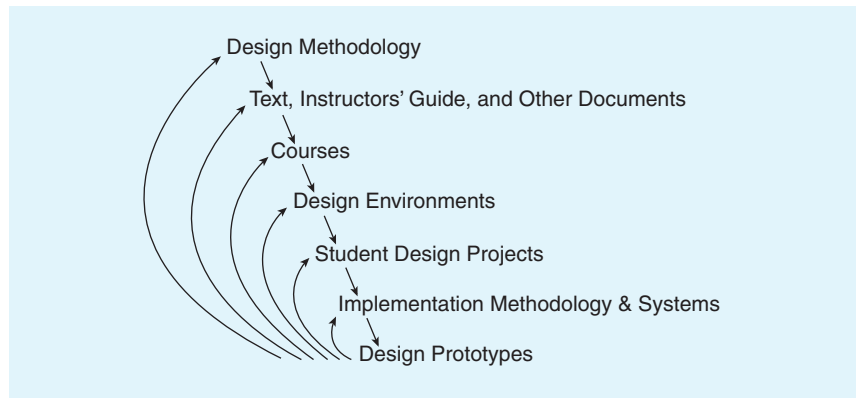 Design Methodology
Text, Instructors’ Guide, and Other Documents
Courses
Design Environments
Student Design Projects
Implementation Methodology & Systems
Design Prototypes